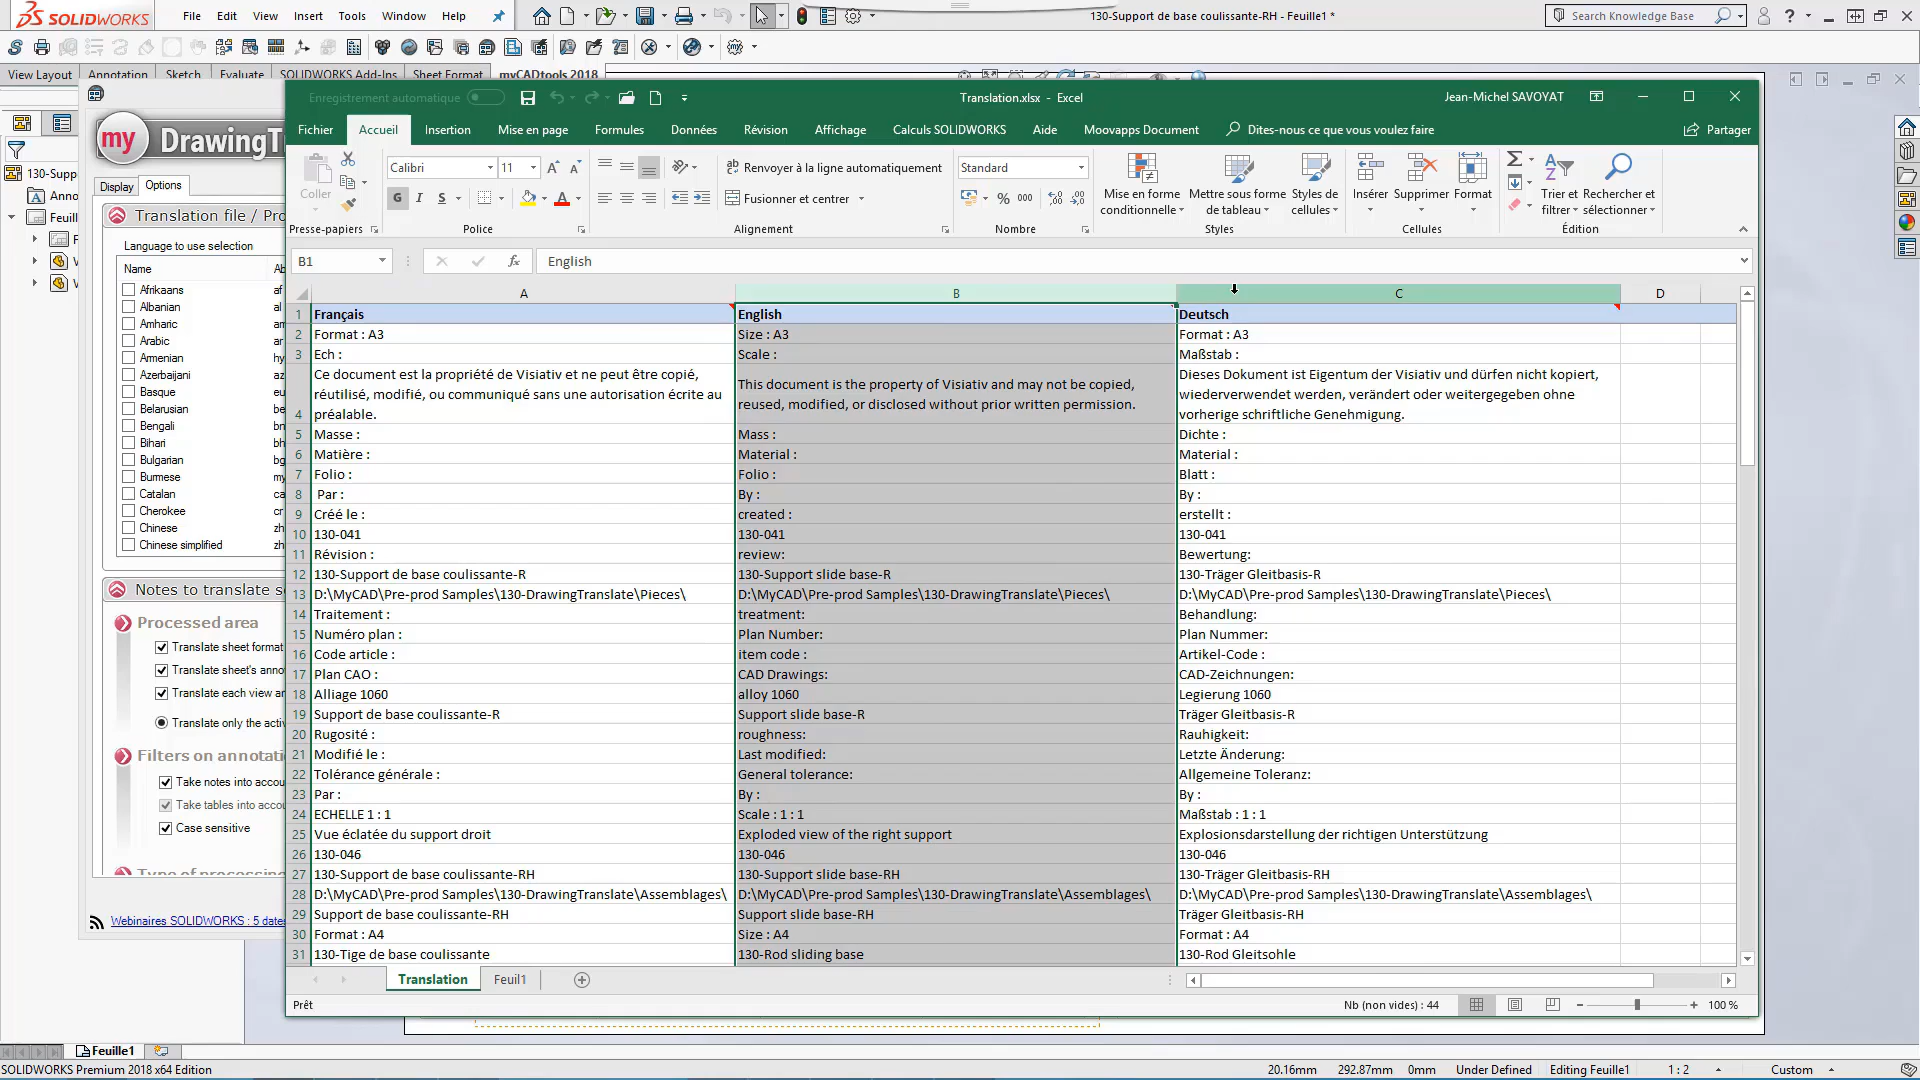 SOLIDWORKS
File Edit View Insert Tools Window Help
130-Support de base coulissante-RH - Feuille1 *
Search Knowledge Base
View Layout Annotation Sketch Evaluate SOLIDWORKS Add-Ins Sheet Format myCADtools 2018
Enregistrement automatique
Translation.xlsx - Excel
Jean-Michel SAVOYAT
Fichier Accueil Insertion Mise en page Formules Données Révision Affichage Calculs SOLIDWORKS Aide Moovapps Document Dites-nous ce que vous voulez faire Partager
Coller
Presse-papiers
Calibri 11
G I S
Police
Renvoyer à la ligne automatiquement
Fusionner et centrer
Alignement
Standard
% 000
Nombre
Mise en forme conditionnelle
Mettre sous forme de tableau
Styles de cellules
Styles
Insérer Supprimer Format
Cellules
Trier et filtrer
Rechercher et sélectionner
Édition
B1 fx English
my DrawingT
Display Options
Translation file / Pro
Language to use selection
Name Ab
Afrikaans af
Albanian
Amharic
Arabic ar
Armenian
Azerbaijani
Basque eu
Belarusian
Bengali bn
Bihari bh
Bulgarian bg
Burmese my
Catalan
Cherokee
Chinese zh
Chinese simplified zh
Notes to translate se
Processed area
Translate sheet format
Translate sheet's anno
Translate each view an
Translate only the activ
Filters on annotati
Take notes into accou
Take tables into accou
Case sensitive
Type of processing
Webinaires SOLIDWORKS : 5 dates
130-Supp
Anno
Feuill
A B C D
1 Français English Deutsch
2 Format : A3 Size : A3 Format : A3
3 Ech : Scale : Maßstab :
4 Ce document est la propriété de Visiativ et ne peut être copié, réutilisé, modifié, ou communiqué sans une autorisation écrite au préalable. This document is the property of Visiativ and may not be copied, reused, modified, or disclosed without prior written permission. Dieses Dokument ist Eigentum der Visiativ und dürfen nicht kopiert, wiederverwendet werden, verändert oder weitergegeben ohne vorherige schriftliche Genehmigung.
5 Masse : Mass : Dichte :
6 Matière : Material : Material :
7 Folio : Folio : Blatt :
8 Par : By : By :
9 Créé le : created : erstellt :
10 130-041 130-041 130-041
11 Révision : review: Bewertung:
12 130-Support de base coulissante-R 130-Support slide base-R 130-Träger Gleitbasis-R
13 D:\MyCAD\Pre-prod Samples\130-DrawingTranslate\Pieces\ D:\MyCAD\Pre-prod Samples\130-DrawingTranslate\Pieces\ D:\MyCAD\Pre-prod Samples\130-DrawingTranslate\Pieces\
14 Traitement : treatment: Behandlung:
15 Numéro plan : Plan Number: Plan Nummer:
16 Code article : item code : Artikel-Code :
17 Plan CAO : CAD Drawings: CAD-Zeichnungen:
18 Alliage 1060 alloy 1060 Legierung 1060
19 Support de base coulissante-R Support slide base-R Träger Gleitbasis-R
20 Rugosité : roughness: Rauhigkeit:
21 Modifié le : Last modified: Letzte Änderung:
22 Tolérance générale : General tolerance: Allgemeine Toleranz:
23 Par : By : By :
24 ECHELLE 1 : 1 Scale : 1 : 1 Maßstab : 1 : 1
25 Vue éclatée du support droit Exploded view of the right support Explosionsdarstellung der richtigen Unterstützung
26 130-046 130-046 130-046
27 130-Support de base coulissante-RH 130-Support slide base-RH 130-Träger Gleitbasis-RH
28 D:\MyCAD\Pre-prod Samples\130-DrawingTranslate\Assemblages\ D:\MyCAD\Pre-prod Samples\130-DrawingTranslate\Assemblages\ D:\MyCAD\Pre-prod Samples\130-DrawingTranslate\Assemblages\
29 Support de base coulissante-RH Support slide base-RH Träger Gleitbasis-RH
30 Format : A4 Size : A4 Format : A4
31 130-Tige de base coulissante 130-Rod sliding base 130-Rod Gleitsohle
Translation Feuil1
Prêt Nb (non vides) : 44 100 %
Feuille1
SOLIDWORKS Premium 2018 x64 Edition 20.16mm 292.87mm 0mm Under Defined Editing Feuille1 1 : 2 Custom